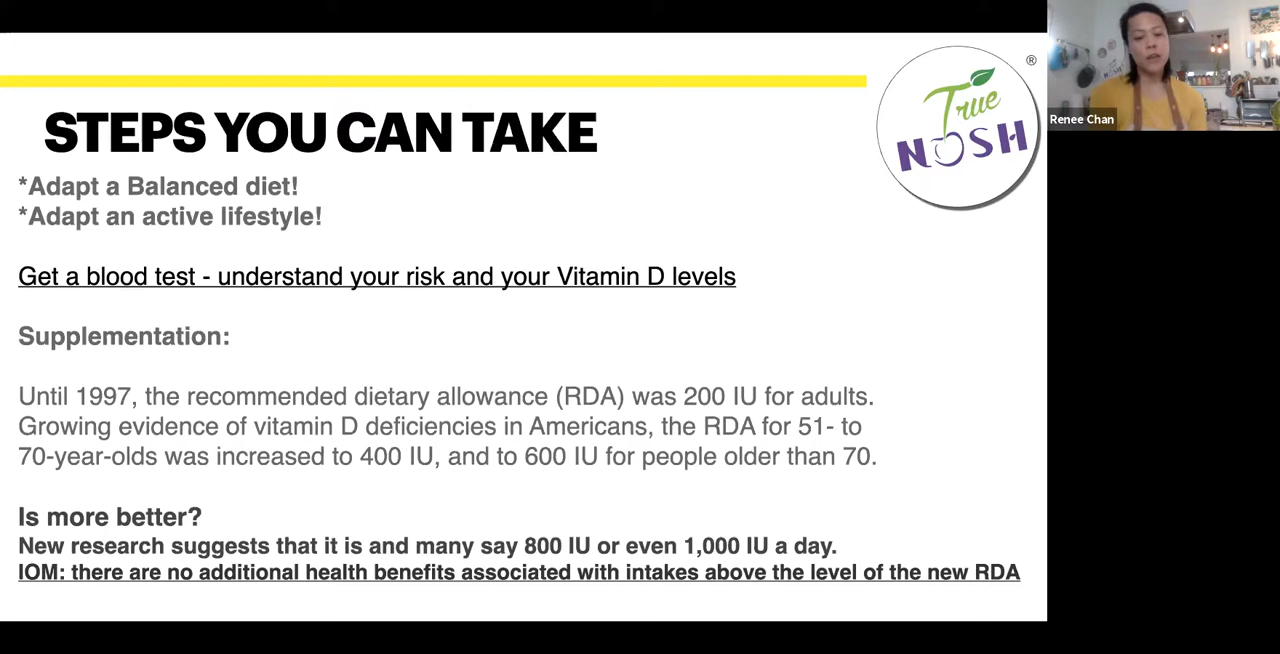 STEPS YOU CAN TAKE
*Adapt a Balanced diet!
*Adapt an active lifestyle!
Get a blood test - understand your risk and your Vitamin D levels
Supplementation:
Until 1997, the recommended dietary allowance (RDA) was 200 IU for adults.
Growing evidence of vitamin D deficiencies in Americans, the RDA for 51- to
70-year-olds was increased to 400 IU, and to 600 IU for people older than 70.
Is more better?
New research suggests that it is and many say 800 IU or even 1,000 IU a day.
IOM: there are no additional health benefits associated with intakes above the level of the new RDA
True
NOSH
®
Renee Chan